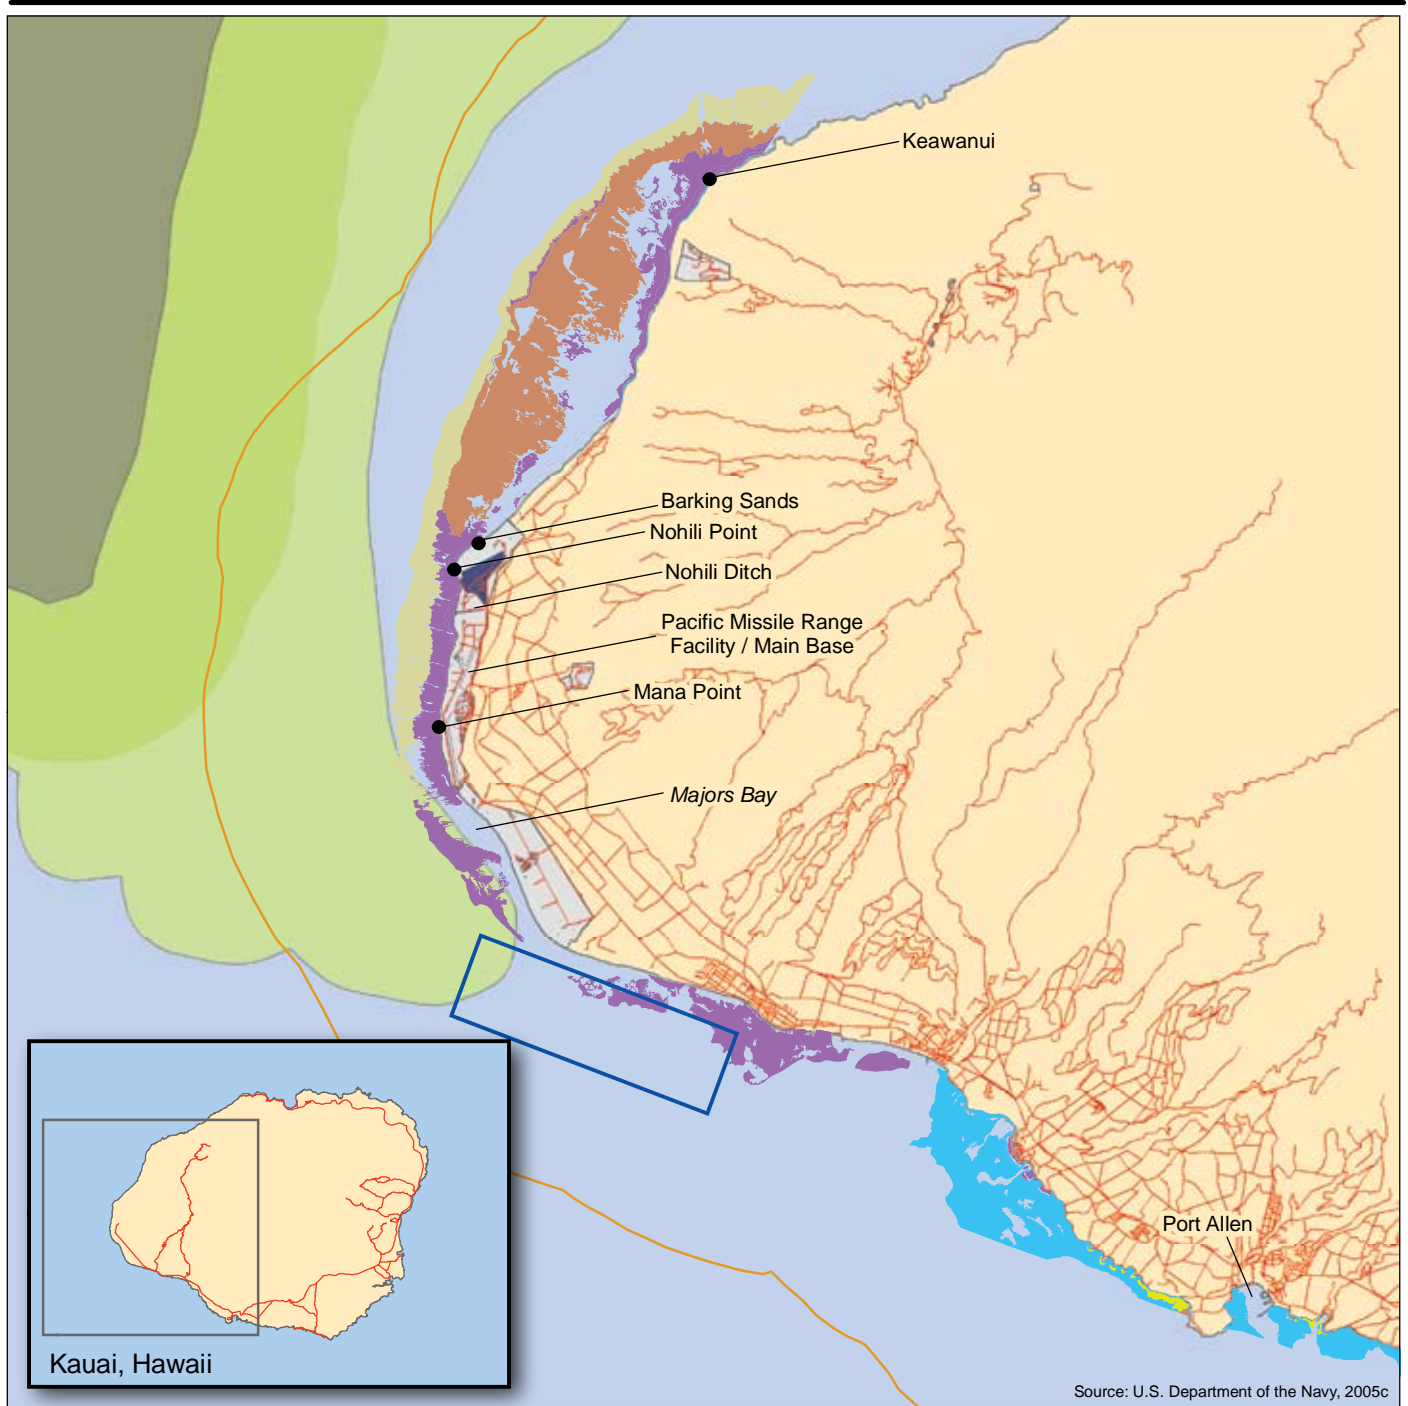 Keawanui
Barking Sands
Nohili Point
Nohili Ditch
Pacific Missile Range
Facility / Main Base
Mana Point
Majors Bay
Port Allen
Kauai, Hawaii
Source: U.S. Department of the Navy, 2005c